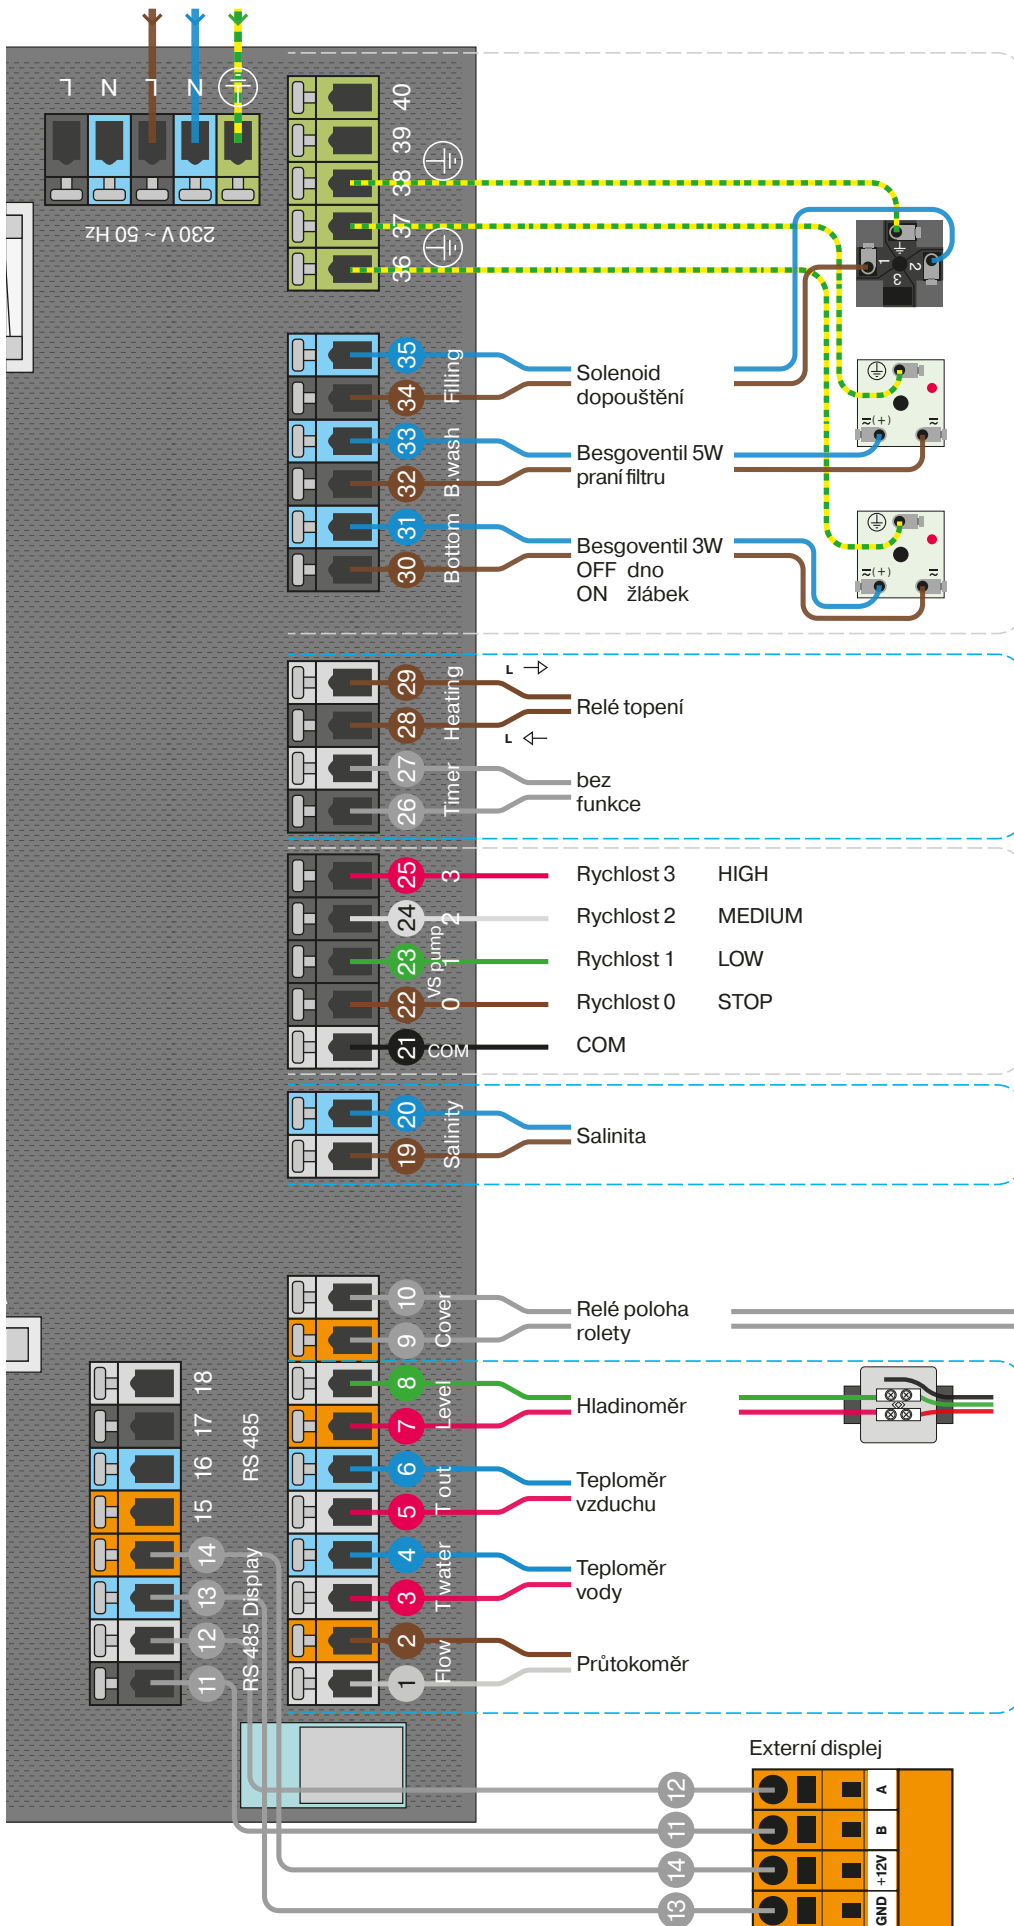 L N L N
230 V ~ 50 Hz
40
39
38
37
36
1 2 3
35
34
Filling
Solenoid
dopouštění
33
32
B.wash
Besgoventil 5W
praní filtru
≂(+) ≂
31
30
Bottom
Besgoventil 3W
OFF dno
ON žlábek
≂(+) ≂
29
28
Heating
L
Relé topení
L
27
26
Timer
bez
funkce
25 3 Rychlost 3 HIGH
24 2 Rychlost 2 MEDIUM
23 1 Rychlost 1 LOW
22 0 Rychlost 0 STOP
VS pump
21 COM COM
20
19
Salinity
Salinita
10
9
Cover
Relé poloha
rolety
8
7
Level
Hladinoměr
6
5
T out
Teploměr
vzduchu
4
3
T water
Teploměr
vody
2
1
Flow
Průtokoměr
18
17
16
15
RS 485
14
13
12
11
RS 485 Display
Externí displej
12 A
11 B
14 +12V
13 GND